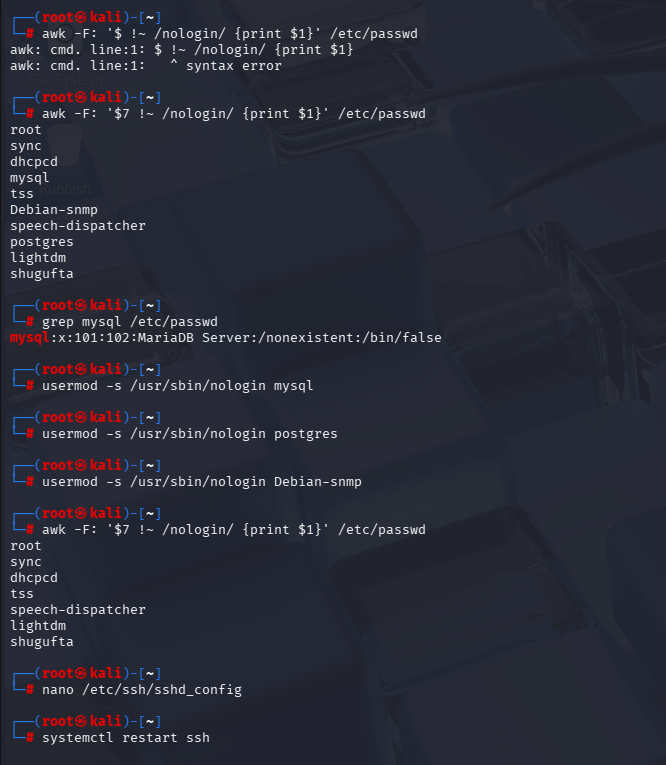 ┌──(root㉿kali)-[~]
└─# awk -F: '$ !~ /nologin/ {print $1}' /etc/passwd
awk: cmd. line:1: $ !~ /nologin/ {print $1}
awk: cmd. line:1:   ^ syntax error
┌──(root㉿kali)-[~]
└─# awk -F: '$7 !~ /nologin/ {print $1}' /etc/passwd
root
sync
dhcpcd
mysql
tss
Debian-snmp
speech-dispatcher
postgres
lightdm
shugufta
┌──(root㉿kali)-[~]
└─# grep mysql /etc/passwd
mysql:x:101:102:MariaDB Server:/nonexistent:/bin/false
┌──(root㉿kali)-[~]
└─# usermod -s /usr/sbin/nologin mysql
┌──(root㉿kali)-[~]
└─# usermod -s /usr/sbin/nologin postgres
┌──(root㉿kali)-[~]
└─# usermod -s /usr/sbin/nologin Debian-snmp
┌──(root㉿kali)-[~]
└─# awk -F: '$7 !~ /nologin/ {print $1}' /etc/passwd
root
sync
dhcpcd
tss
speech-dispatcher
lightdm
shugufta
┌──(root㉿kali)-[~]
└─# nano /etc/ssh/sshd_config
┌──(root㉿kali)-[~]
└─# systemctl restart ssh